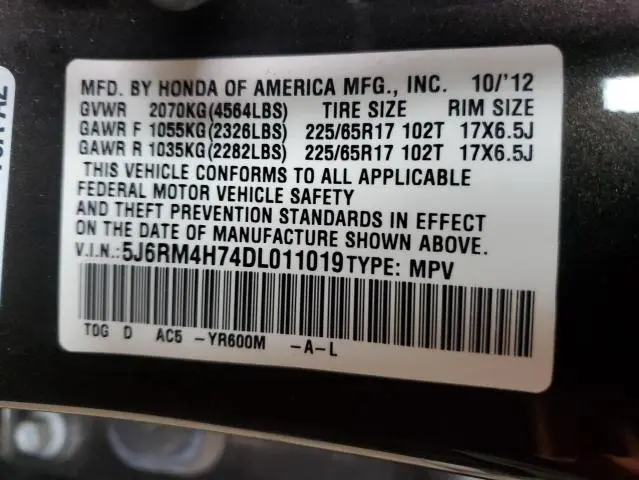 MFD. BY HONDA OF AMERICA MFG., INC. 10/'12
GVWR 2070KG(4564LBS) TIRE SIZE RIM SIZE
GAWR F 1055KG(2326LBS) 225/65R17 102T 17X6.5J
GAWR R 1035KG(2282LBS) 225/65R17 102T 17X6.5J
THIS VEHICLE CONFORMS TO ALL APPLICABLE
FEDERAL MOTOR VEHICLE SAFETY
AND THEFT PREVENTION STANDARDS IN EFFECT
ON THE DATE OF MANUFACTURE SHOWN ABOVE.
V.I.N.:5J6RM4H74DL011019 TYPE: MPV
TOG D AC5 -YR600M -A-L